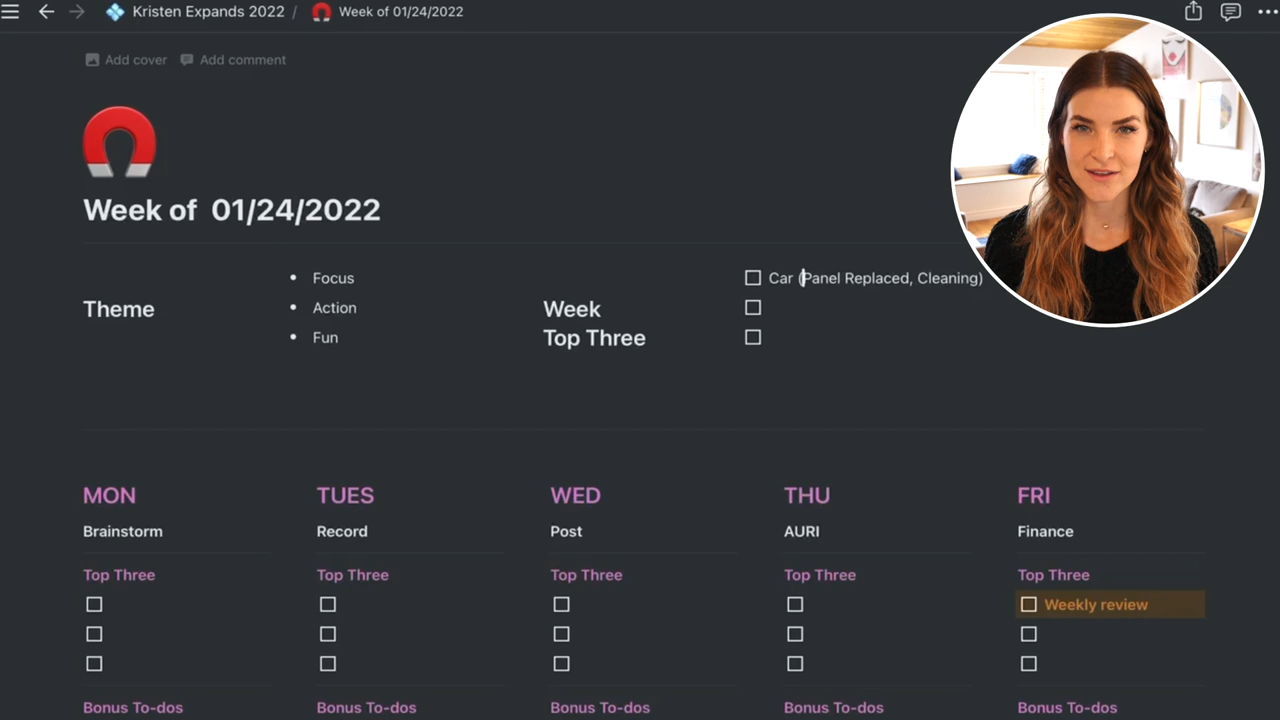 Kristen Expands 2022 / Week of 01/24/2022
Add cover Add comment
Week of 01/24/2022
Theme
• Focus
• Action
• Fun
Week
Top Three
Car (Panel Replaced, Cleaning)
MON TUES WED THU FRI
Brainstorm Record Post AURI Finance
Top Three Top Three Top Three Top Three Top Three
Weekly review
Bonus To-dos Bonus To-dos Bonus To-dos Bonus To-dos Bonus To-dos